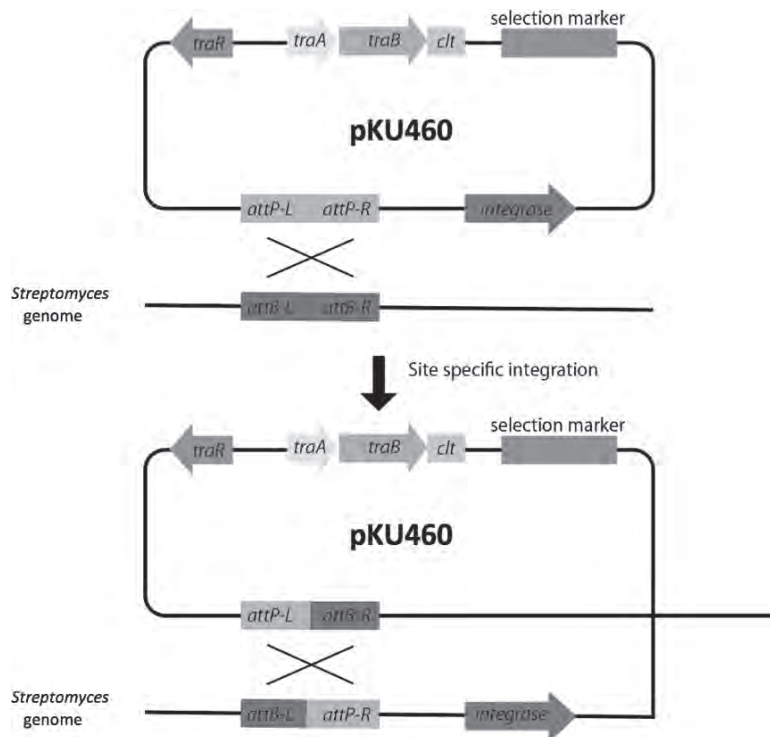 selection marker
traR traA traB clt
pKU460
attP-L attP-R integrase
Streptomyces
genome
attB-L attB-R
Site specific integration
selection marker
traR traA traB clt
pKU460
attP-L attB-R
Streptomyces
genome
attB-L attP-R integrase